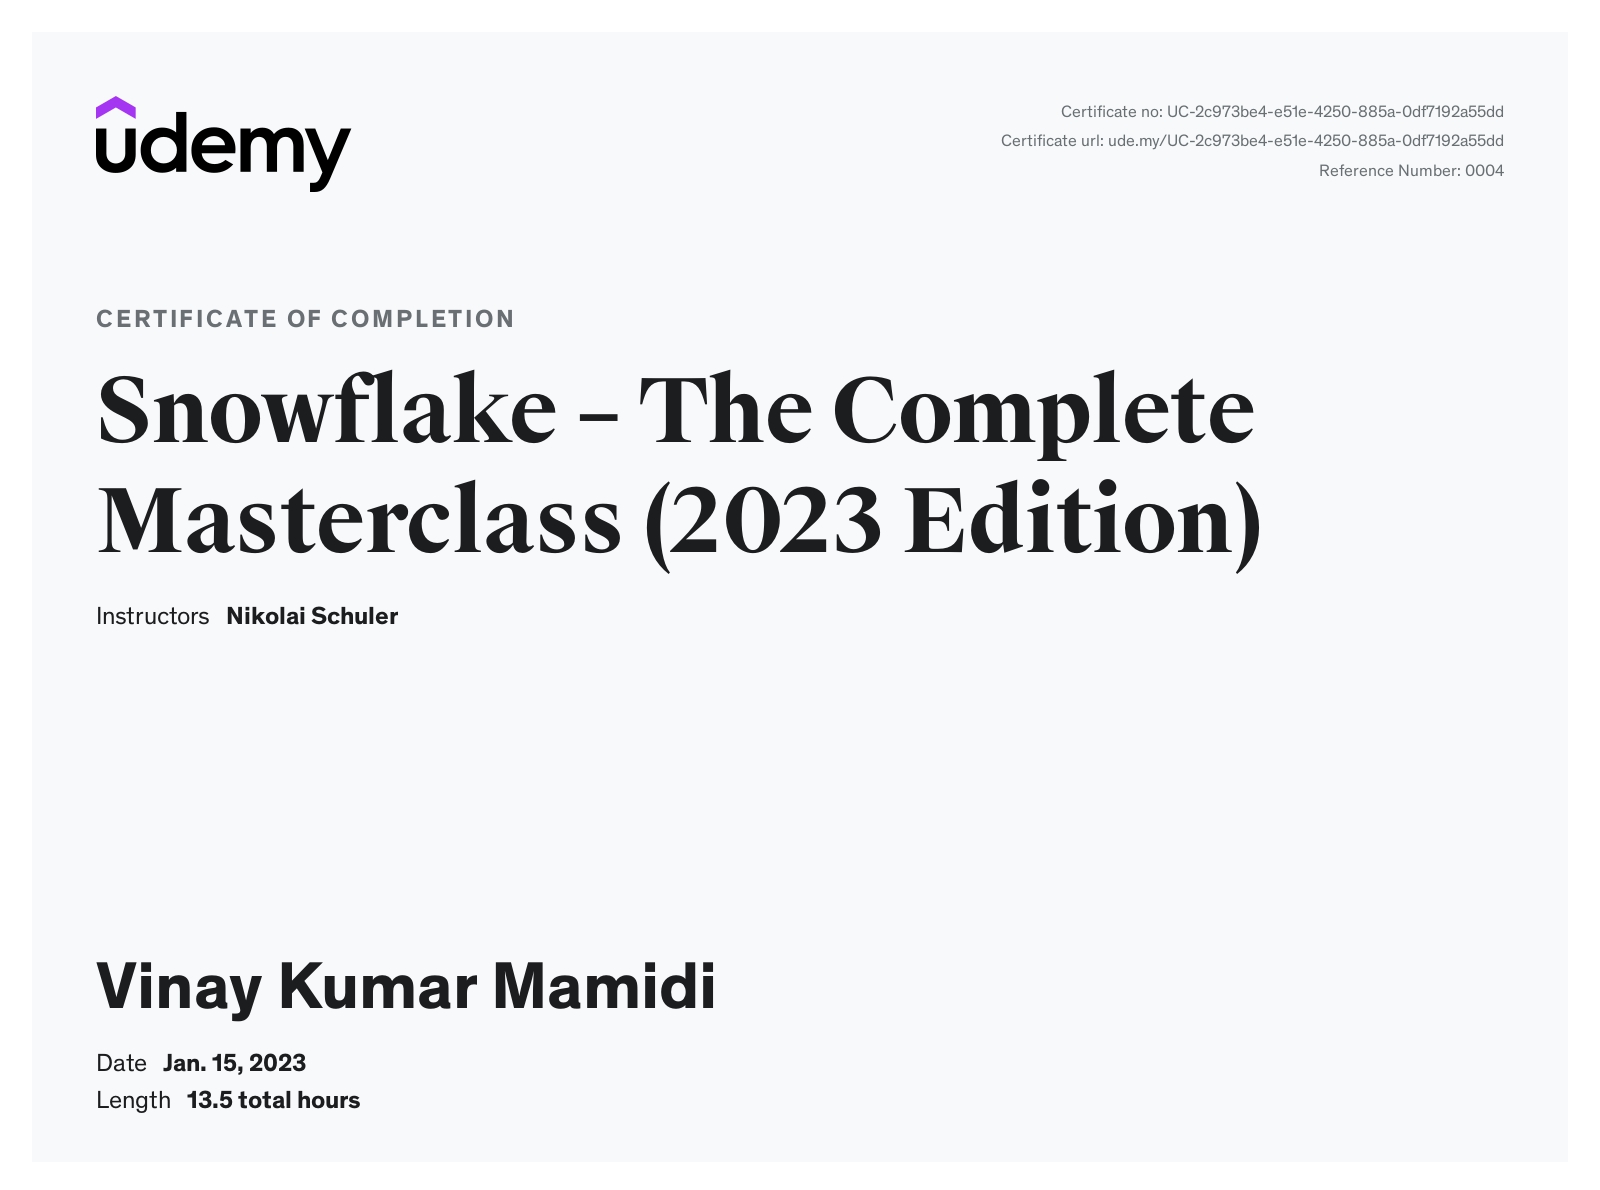 udemy
Certificate no: UC-2c973be4-e51e-4250-885a-0df7192a55dd
Certificate url: ude.my/UC-2c973be4-e51e-4250-885a-0df7192a55dd
Reference Number: 0004
CERTIFICATE OF COMPLETION
Snowflake – The Complete
Masterclass (2023 Edition)
Instructors Nikolai Schuler
Vinay Kumar Mamidi
Date Jan. 15, 2023
Length 13.5 total hours